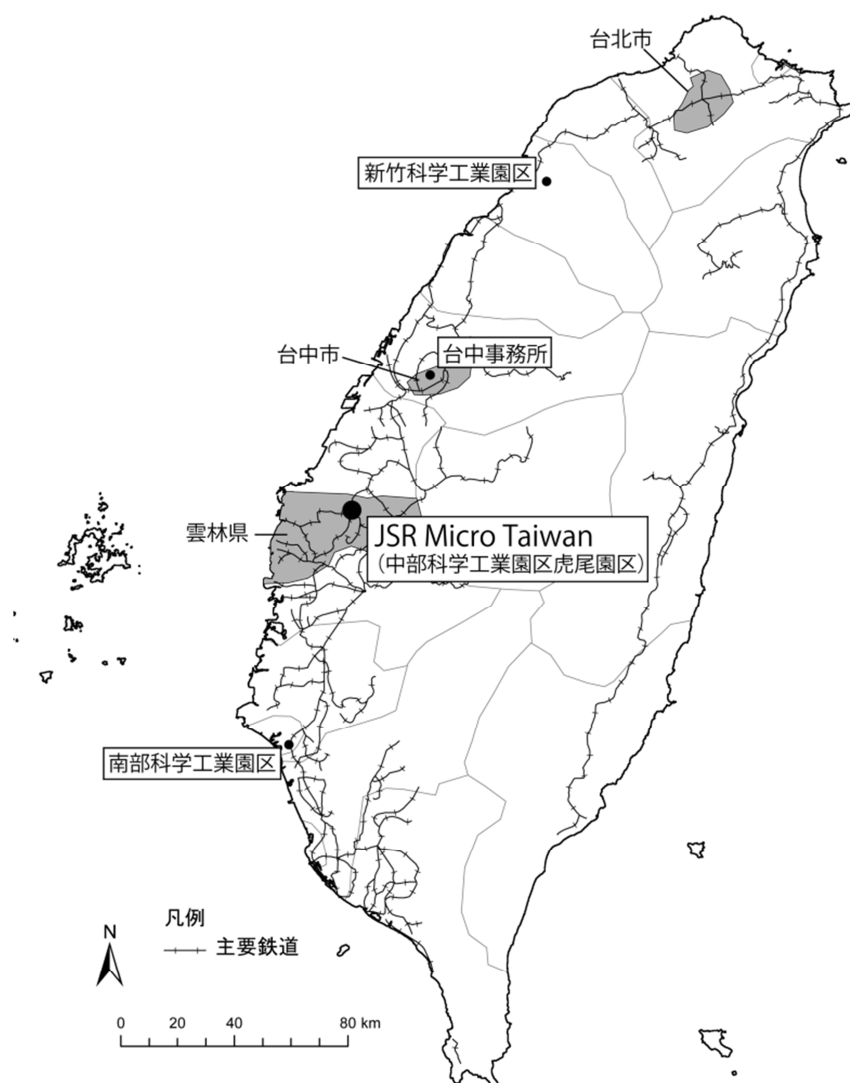 台北市
新竹科学工業園区
台中市
台中事務所
雲林県
JSR Micro Taiwan
（中部科学工業園区虎尾園区）
南部科学工業園区
凡例
主要鉄道
N
0 20 40 80 km